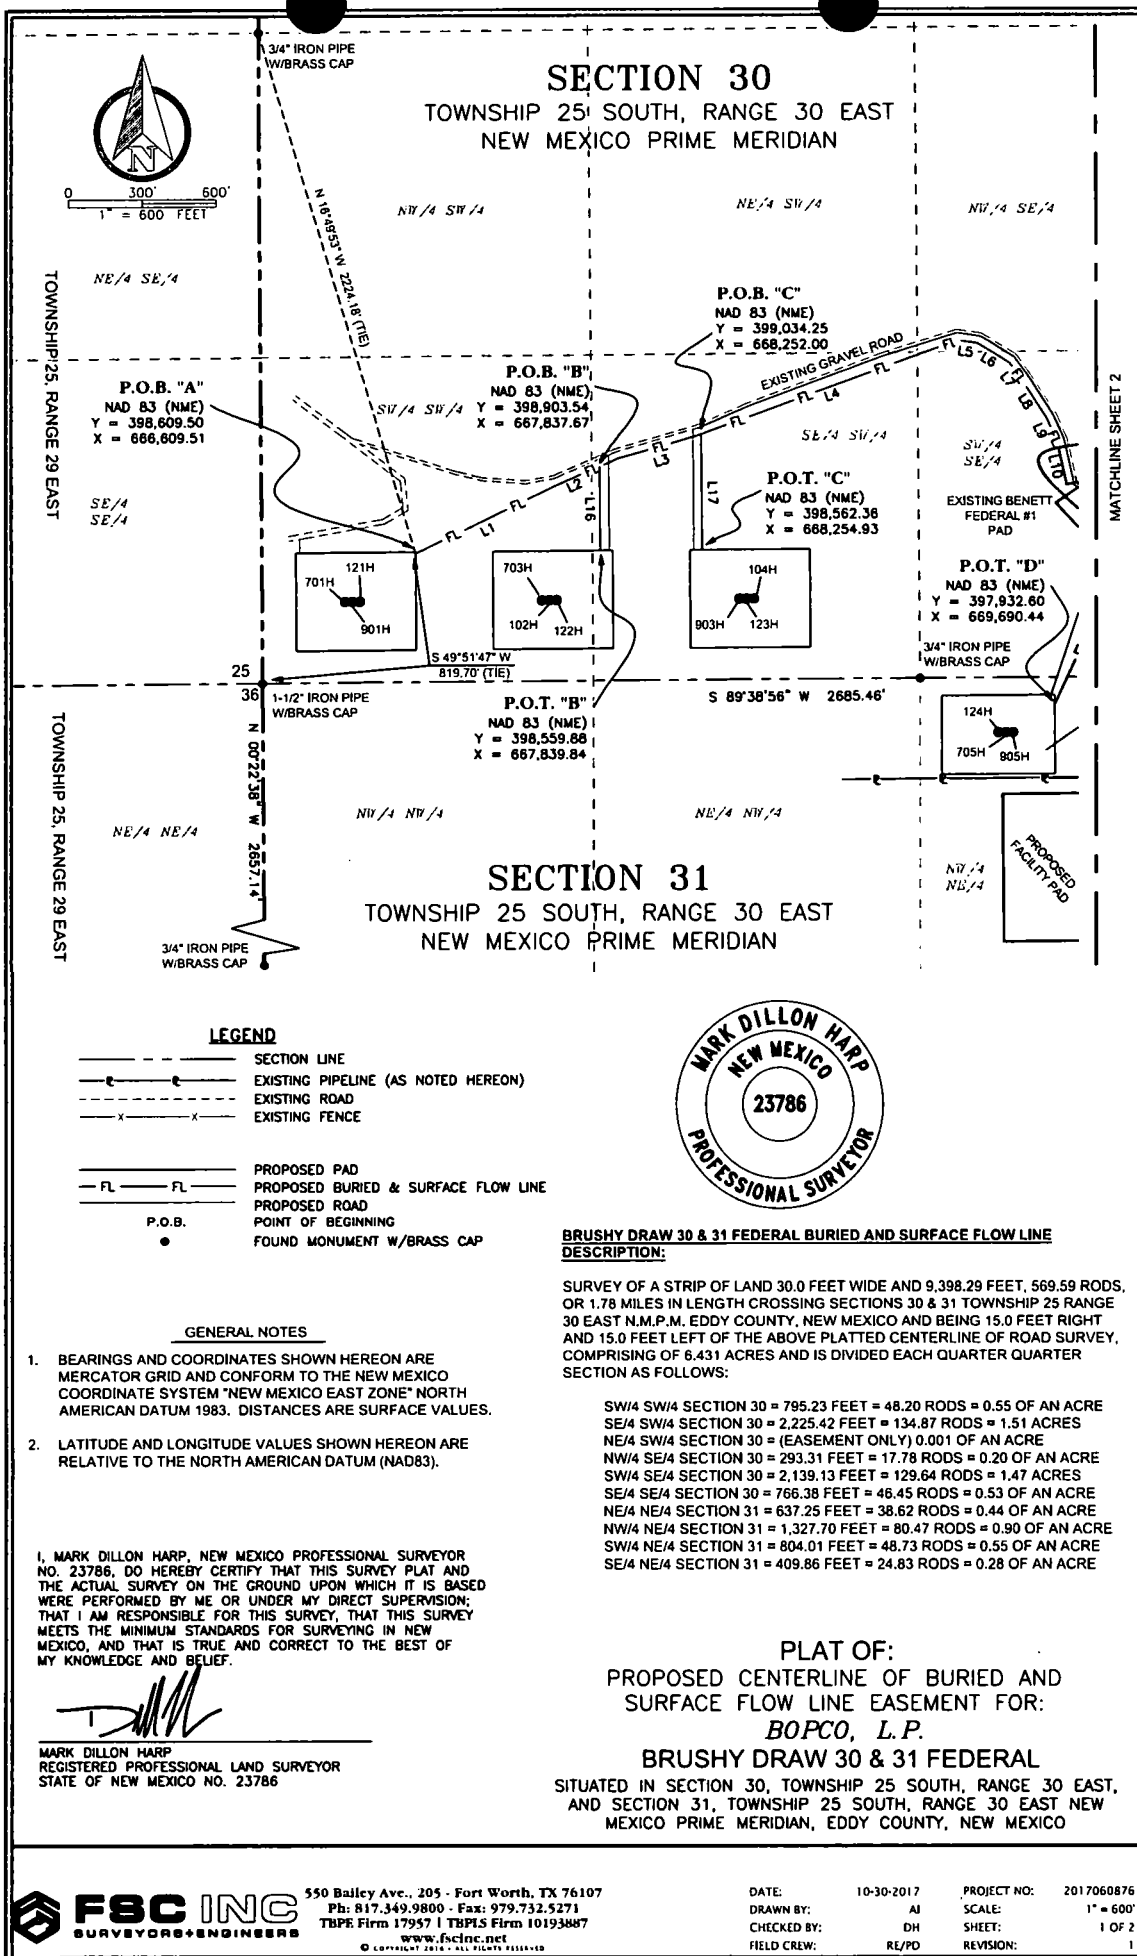 3/4" IRON PIPE
W/BRASS CAP
SECTION 30
TOWNSHIP 25 SOUTH, RANGE 30 EAST
NEW MEXICO PRIME MERIDIAN
N
0 300' 600'
1" = 600 FEET
N 16°49'53" W 2224.18' (TIE)
NW/4 SW/4
NE/4 SW/4
NW/4 SE/4
NE/4 SE/4
TOWNSHIP 25, RANGE 29 EAST
P.O.B. "C"
NAD 83 (NME)
Y = 399,034.25
X = 668,252.00
EXISTING GRAVEL ROAD
P.O.B. "A"
NAD 83 (NME)
Y = 398,609.50
X = 666,609.51
P.O.B. "B"
NAD 83 (NME)
Y = 398,903.54
X = 667,837.67
SW/4 SW/4
SE/4 SW/4
SW/4
SE/4
SE/4
SE/4
FL L1 FL L2 FL L3 FL FL L4 FL FL L5 L6 FL L7 L8 L9 FL L10
L16
L17
MATCHLINE SHEET 2
P.O.T. "C"
NAD 83 (NME)
Y = 398,562.36
X = 668,254.93
EXISTING BENETT
FEDERAL #1
PAD
P.O.T. "D"
NAD 83 (NME)
Y = 397,932.60
X = 669,690.44
3/4" IRON PIPE
W/BRASS CAP
121H
701H
901H
703H
102H
122H
104H
903H
123H
S 49°51'47" W
819.70' (TIE)
25
36
1-1/2" IRON PIPE
W/BRASS CAP
P.O.T. "B"
NAD 83 (NME)
Y = 398,559.88
X = 667,839.84
S 89°38'56" W 2685.46'
124H
705H
905H
TOWNSHIP 25, RANGE 29 EAST
N 00°22'38" W 2657.14'
NE/4 NE/4
NW/4 NW/4
NE/4 NW/4
NW/4
NE/4
PROPOSED
FACILITY PAD
SECTION 31
TOWNSHIP 25 SOUTH, RANGE 30 EAST
NEW MEXICO PRIME MERIDIAN
3/4" IRON PIPE
W/BRASS CAP
LEGEND
SECTION LINE
EXISTING PIPELINE (AS NOTED HEREON)
EXISTING ROAD
X X EXISTING FENCE
PROPOSED PAD
FL FL PROPOSED BURIED & SURFACE FLOW LINE
PROPOSED ROAD
P.O.B. POINT OF BEGINNING
FOUND MONUMENT W/BRASS CAP
MARK DILLON HARP
NEW MEXICO
23786
PROFESSIONAL SURVEYOR
BRUSHY DRAW 30 & 31 FEDERAL BURIED AND SURFACE FLOW LINE
DESCRIPTION:
SURVEY OF A STRIP OF LAND 30.0 FEET WIDE AND 9,398.29 FEET, 569.59 RODS,
OR 1.78 MILES IN LENGTH CROSSING SECTIONS 30 & 31 TOWNSHIP 25 RANGE
30 EAST N.M.P.M. EDDY COUNTY, NEW MEXICO AND BEING 15.0 FEET RIGHT
AND 15.0 FEET LEFT OF THE ABOVE PLATTED CENTERLINE OF ROAD SURVEY,
COMPRISING OF 6.431 ACRES AND IS DIVIDED EACH QUARTER QUARTER
SECTION AS FOLLOWS:
SW/4 SW/4 SECTION 30 = 795.23 FEET = 48.20 RODS = 0.55 OF AN ACRE
SE/4 SW/4 SECTION 30 = 2,225.42 FEET = 134.87 RODS = 1.51 ACRES
NE/4 SW/4 SECTION 30 = (EASEMENT ONLY) 0.001 OF AN ACRE
NW/4 SE/4 SECTION 30 = 293.31 FEET = 17.78 RODS = 0.20 OF AN ACRE
SW/4 SE/4 SECTION 30 = 2,139.13 FEET = 129.64 RODS = 1.47 ACRES
SE/4 SE/4 SECTION 30 = 766.38 FEET = 46.45 RODS = 0.53 OF AN ACRE
NE/4 NE/4 SECTION 31 = 637.25 FEET = 38.62 RODS = 0.44 OF AN ACRE
NW/4 NE/4 SECTION 31 = 1,327.70 FEET = 80.47 RODS = 0.90 OF AN ACRE
SW/4 NE/4 SECTION 31 = 804.01 FEET = 48.73 RODS = 0.55 OF AN ACRE
SE/4 NE/4 SECTION 31 = 409.86 FEET = 24.83 RODS = 0.28 OF AN ACRE
GENERAL NOTES
1. BEARINGS AND COORDINATES SHOWN HEREON ARE
MERCATOR GRID AND CONFORM TO THE NEW MEXICO
COORDINATE SYSTEM "NEW MEXICO EAST ZONE" NORTH
AMERICAN DATUM 1983. DISTANCES ARE SURFACE VALUES.
2. LATITUDE AND LONGITUDE VALUES SHOWN HEREON ARE
RELATIVE TO THE NORTH AMERICAN DATUM (NAD83).
I, MARK DILLON HARP, NEW MEXICO PROFESSIONAL SURVEYOR
NO. 23786, DO HEREBY CERTIFY THAT THIS SURVEY PLAT AND
THE ACTUAL SURVEY ON THE GROUND UPON WHICH IT IS BASED
WERE PERFORMED BY ME OR UNDER MY DIRECT SUPERVISION;
THAT I AM RESPONSIBLE FOR THIS SURVEY, THAT THIS SURVEY
MEETS THE MINIMUM STANDARDS FOR SURVEYING IN NEW
MEXICO, AND THAT IS TRUE AND CORRECT TO THE BEST OF
MY KNOWLEDGE AND BELIEF.
MARK DILLON HARP
REGISTERED PROFESSIONAL LAND SURVEYOR
STATE OF NEW MEXICO NO. 23786
PLAT OF:
PROPOSED CENTERLINE OF BURIED AND
SURFACE FLOW LINE EASEMENT FOR:
BOPCO, L.P.
BRUSHY DRAW 30 & 31 FEDERAL
SITUATED IN SECTION 30, TOWNSHIP 25 SOUTH, RANGE 30 EAST,
AND SECTION 31, TOWNSHIP 25 SOUTH, RANGE 30 EAST NEW
MEXICO PRIME MERIDIAN, EDDY COUNTY, NEW MEXICO
FSC INC
SURVEYORS+ENGINEERS
550 Bailey Ave., 205 - Fort Worth, TX 76107
Ph: 817.349.9800 - Fax: 979.732.5271
TBPE Firm 17957 | TBPLS Firm 10193887
www.fscinc.net
© COPYRIGHT 2016 - ALL RIGHTS RESERVED
DATE: 10-30-2017 PROJECT NO: 2017060876
DRAWN BY: AJ SCALE: 1" = 600'
CHECKED BY: DH SHEET: 1 OF 2
FIELD CREW: RE/PD REVISION: 1